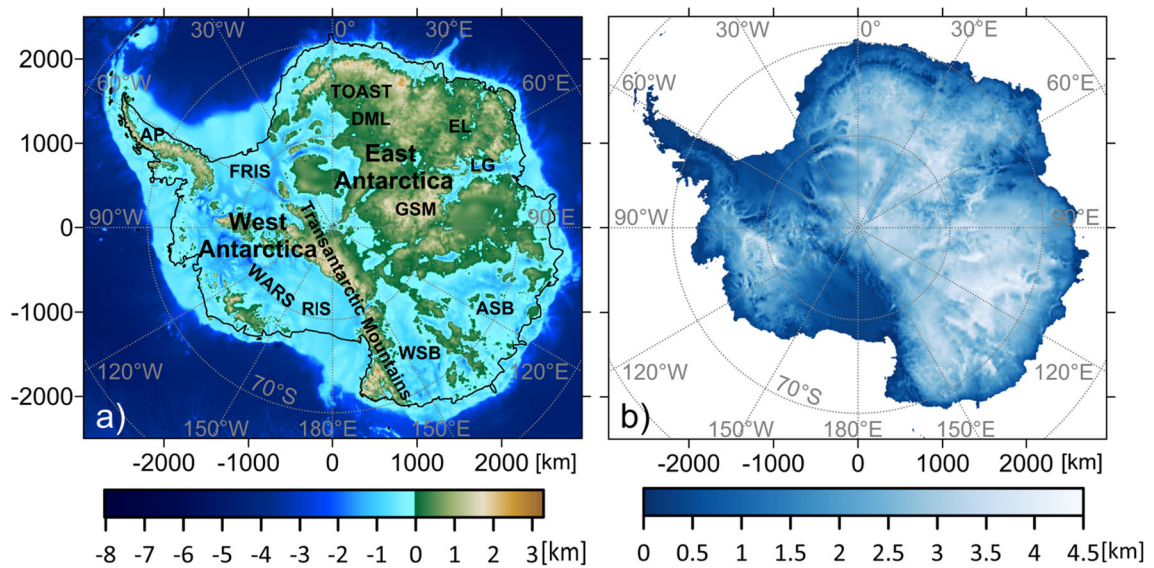 30°W 0° 30°E
2000
60°W 60°E
TOAST
DML
1000
AP EL
East
LG
FRIS Antarctica
GSM
90°W 90°E
0
West
Antarctica
Transantarctic Mountains
WARS
-1000
RIS ASB
WSB
120°W 120°E
-2000
70°S
a)
150°W 180°E 150°E
-2000 -1000 0 1000 2000 [km]
-8 -7 -6 -5 -4 -3 -2 -1 0 1 2 3 [km]
30°W 0° 30°E
60°W 60°E
90°W 90°E
120°W 120°E
70°S
b)
150°W 180°E 150°E
-2000 -1000 0 1000 2000 [km]
0 0.5 1 1.5 2 2.5 3 3.5 4 4.5 [km]